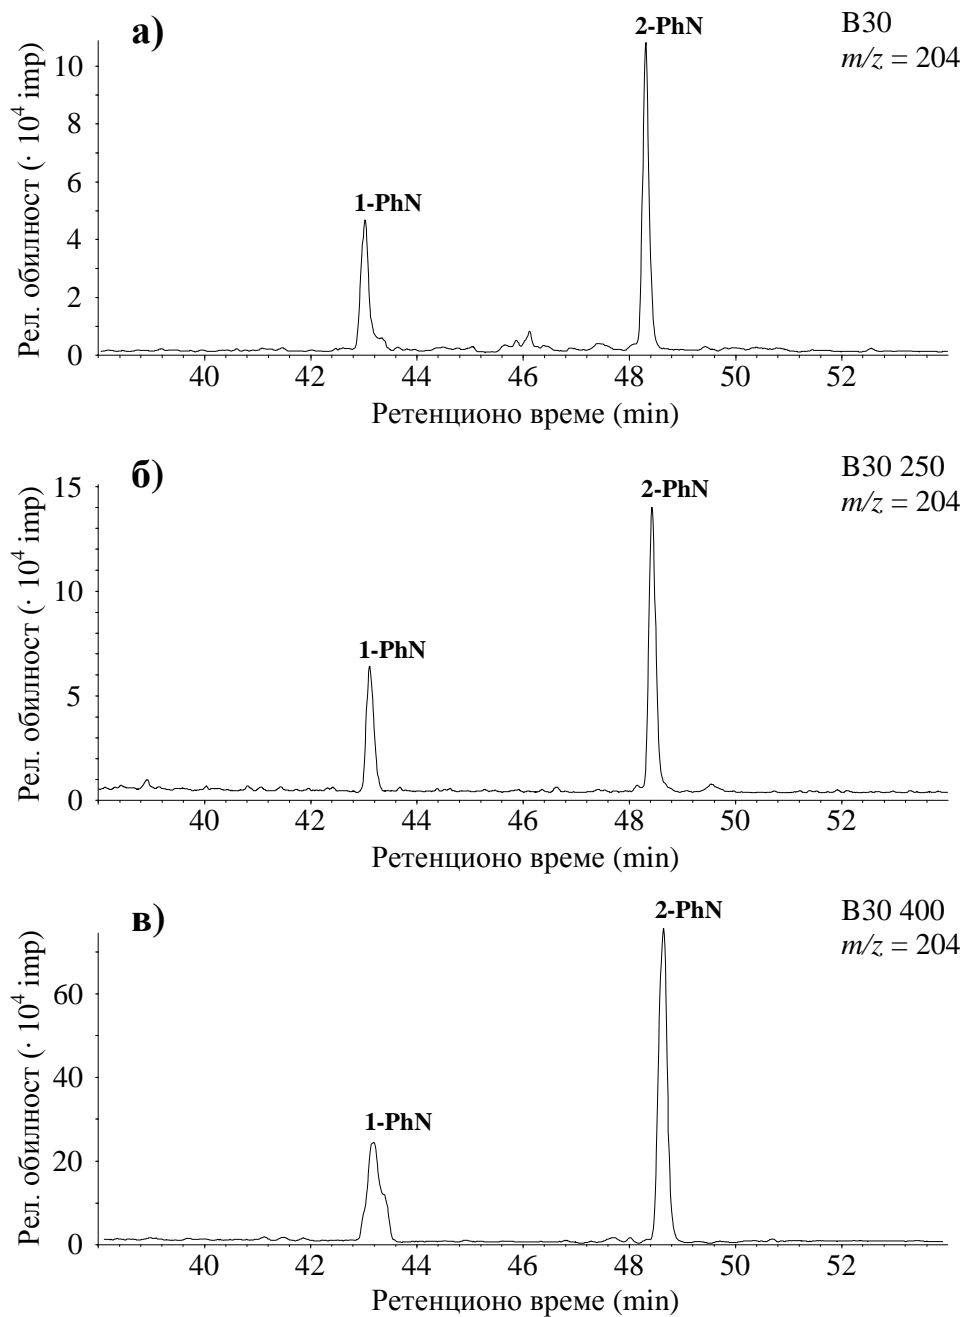 а)
2-PhN
B30
m/z = 204
Рел. обилност (· 10⁴ imp)
10
8
6
4
2
0
1-PhN
40 42 44 46 48 50 52
Ретенционо време (min)
б)
2-PhN
B30 250
m/z = 204
Рел. обилност (· 10⁴ imp)
15
10
5
0
1-PhN
40 42 44 46 48 50 52
Ретенционо време (min)
в)
2-PhN
B30 400
m/z = 204
Рел. обилност (· 10⁴ imp)
60
40
20
0
1-PhN
40 42 44 46 48 50 52
Ретенционо време (min)